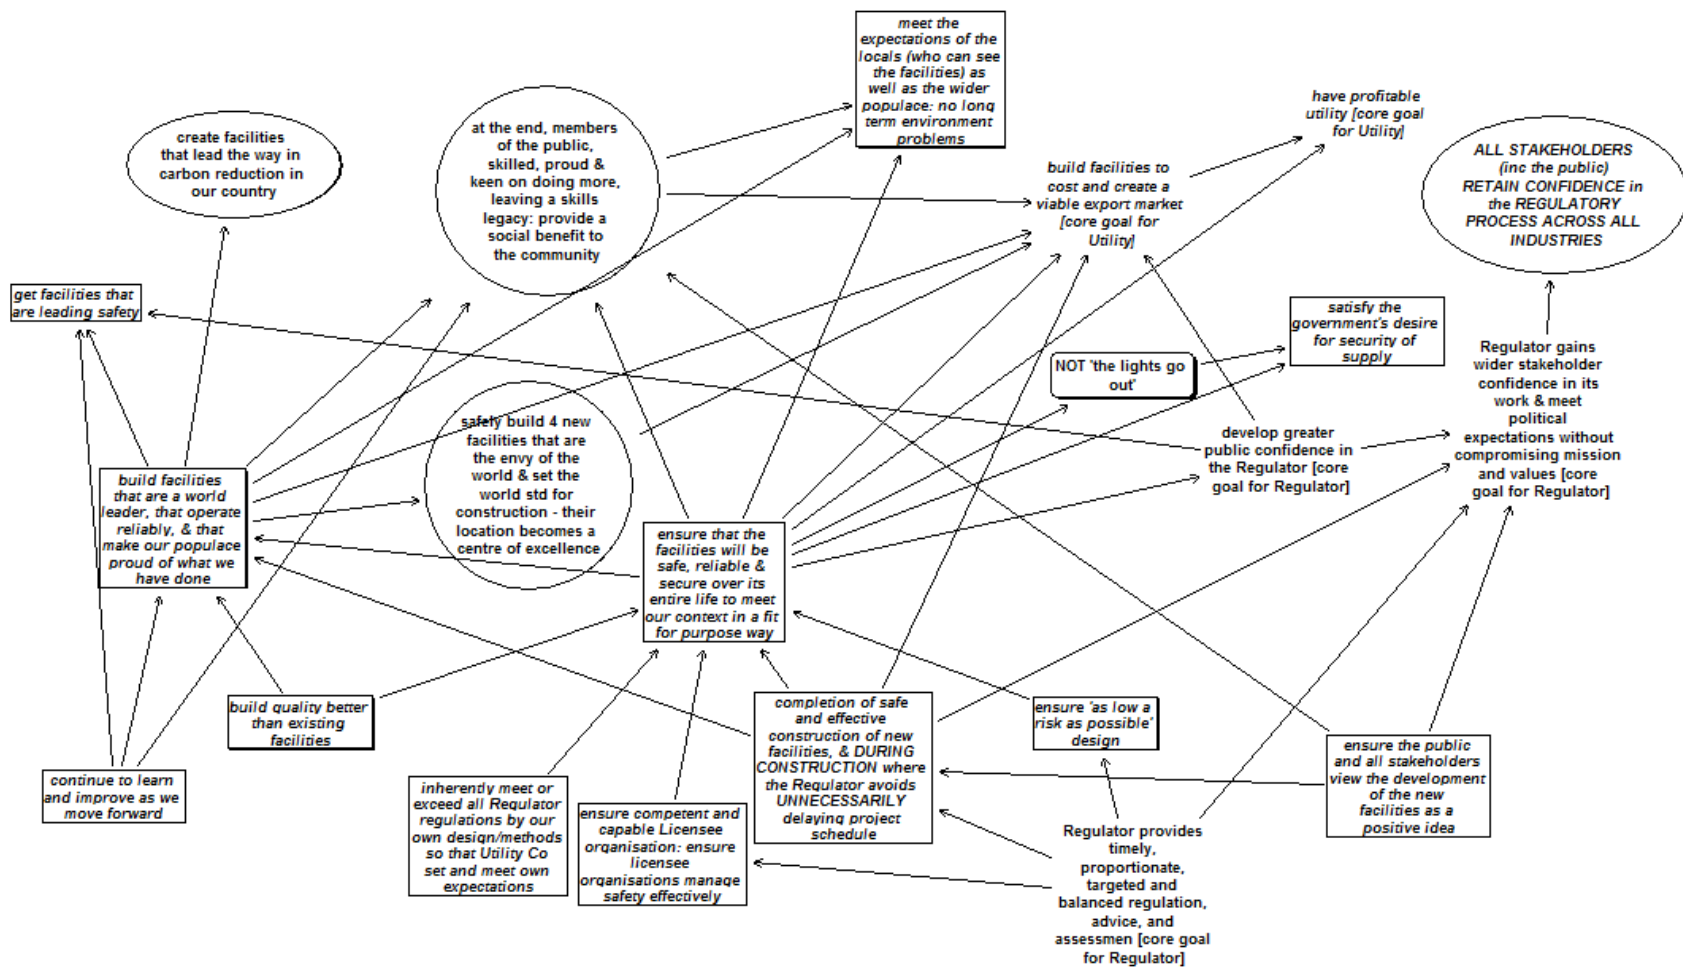 meet the
expectations of the
locals (who can see
the facilities) as
well as the wider
populace: no long
term environment
problems
have profitable
utility [core goal
for Utility]
create facilities
that lead the way in
carbon reduction in
our country
at the end, members
of the public,
skilled, proud &
keen on doing more,
leaving a skills
legacy: provide a
social benefit to
the community
build facilities to
cost and create a
viable export market
[core goal for
Utility]
ALL STAKEHOLDERS
(inc the public)
RETAIN CONFIDENCE in
the REGULATORY
PROCESS ACROSS ALL
INDUSTRIES
get facilities that
are leading safety
satisfy the
government's desire
for security of
supply
NOT 'the lights go
out'
Regulator gains
wider stakeholder
confidence in its
work & meet
political
expectations without
compromising mission
and values [core
goal for Regulator]
safely build 4 new
facilities that are
the envy of the
world & set the
world std for
construction - their
location becomes a
centre of excellence
develop greater
public confidence in
the Regulator [core
goal for Regulator]
build facilities
that are a world
leader, that operate
reliably, & that
make our populace
proud of what we
have done
ensure that the
facilities will be
safe, reliable &
secure over its
entire life to meet
our context in a fit
for purpose way
build quality better
than existing
facilities
completion of safe
and effective
construction of new
facilities, & DURING
CONSTRUCTION where
the Regulator avoids
UNNECESSARILY
delaying project
schedule
ensure 'as low a
risk as possible'
design
ensure the public
and all stakeholders
view the development
of the new
facilities as a
positive idea
continue to learn
and improve as we
move forward
inherently meet or
exceed all Regulator
regulations by our
own design/methods
so that Utility Co
set and meet own
expectations
ensure competent and
capable Licensee
organisation: ensure
licensee
organisations manage
safety effectively
Regulator provides
timely,
proportionate,
targeted and
balanced regulation,
advice, and
assessmen [core goal
for Regulator]